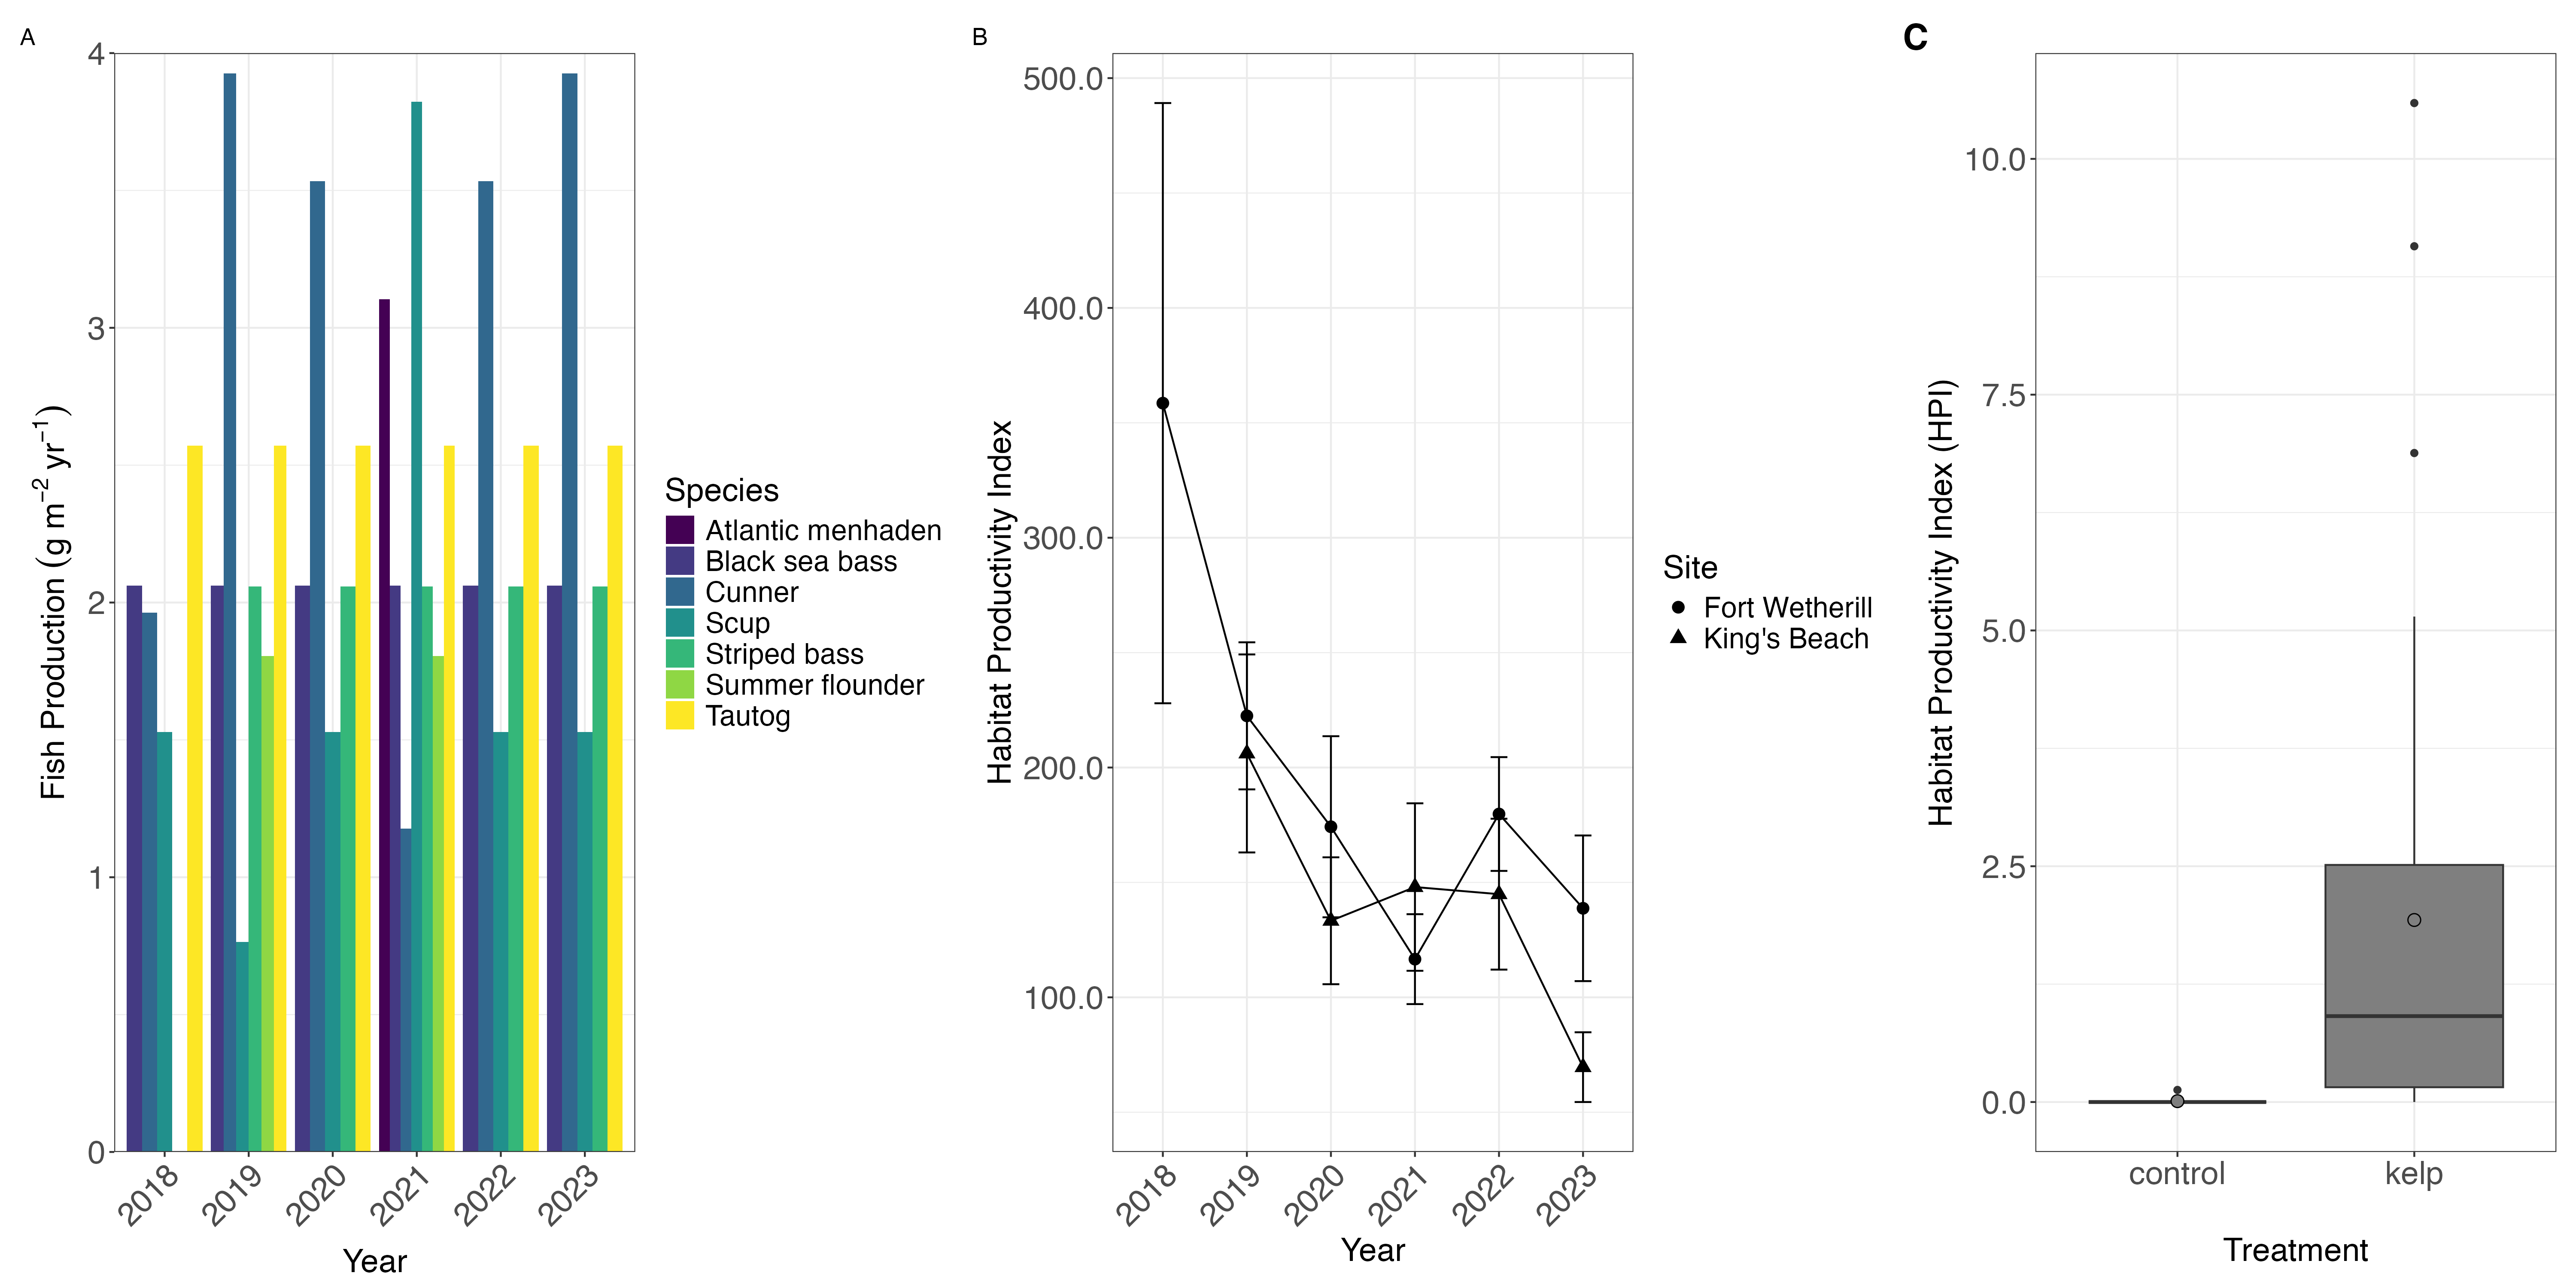 A
Fish Production (g m−2 yr−1)
4
3
2
1
0
2018
2019
2020
2021
2022
2023
Year
Species
Atlantic menhaden
Black sea bass
Cunner
Scup
Striped bass
Summer flounder
Tautog
B
Habitat Productivity Index
500.0
400.0
300.0
200.0
100.0
2018
2019
2020
2021
2022
2023
Year
Site
Fort Wetherill
King's Beach
C
Habitat Productivity Index (HPI)
10.0
7.5
5.0
2.5
0.0
control
kelp
Treatment